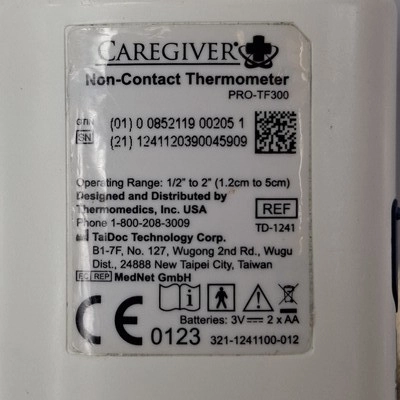 CAREGIVER
Non-Contact Thermometer
PRO-TF300
(01) 0 0852119 00205 1
SN (21) 1241120390045909
Operating Range: 1/2" to 2" (1.2cm to 5cm)
Designed and Distributed by
Thermomedics, Inc. USA
Phone 1-800-208-3009
REF
TD-1241
TaiDoc Technology Corp.
B1-7F, No. 127, Wugong 2nd Rd., Wugu
Dist., 24888 New Taipei City, Taiwan
EC REP MedNet GmbH
CE 0123
Batteries: 3V 2 x AA
321-1241100-012